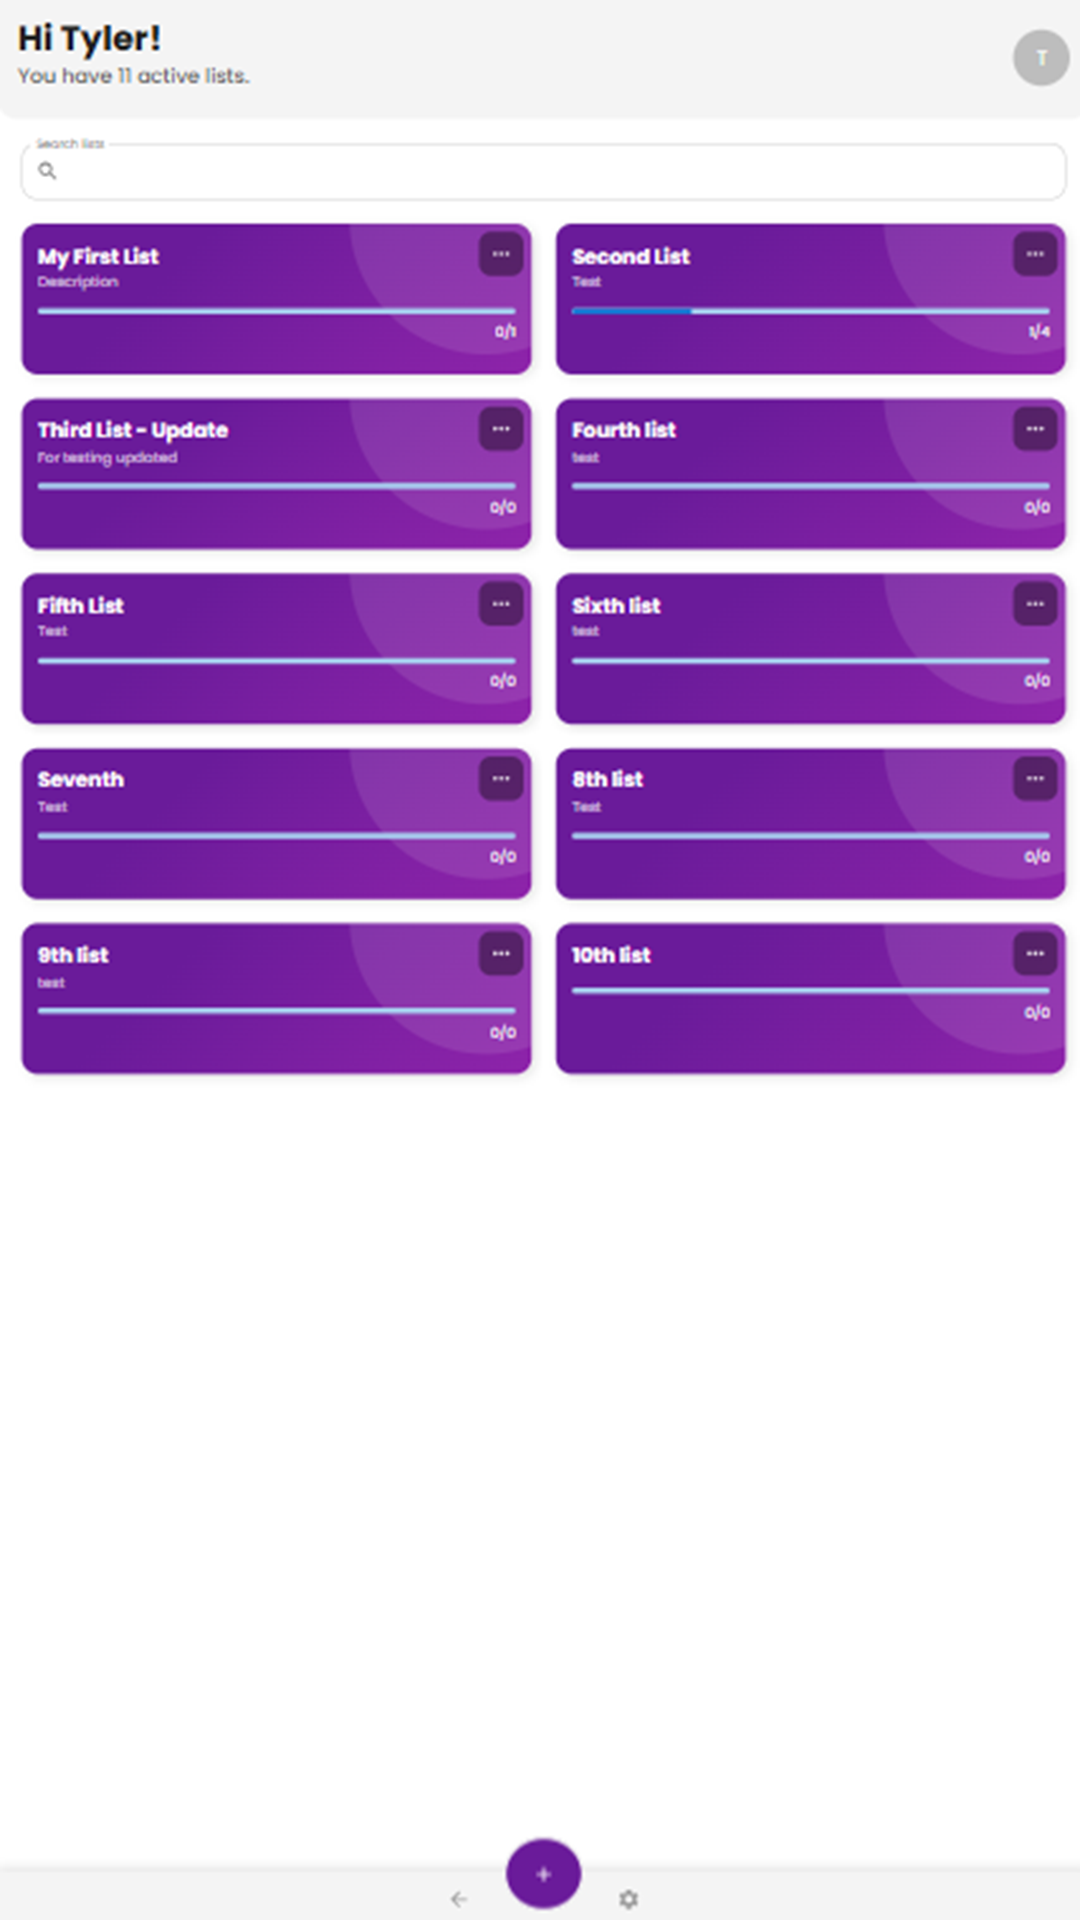 Hi Tyler!
You have 11 active lists.
T
Search lists
My First List
Description
0/1
Second List
Test
1/4
Third List - Update
For testing updated
0/0
Fourth list
test
0/0
Fifth List
Test
0/0
Sixth list
test
0/0
Seventh
Test
0/0
8th list
Test
0/0
9th list
test
0/0
10th list
0/0